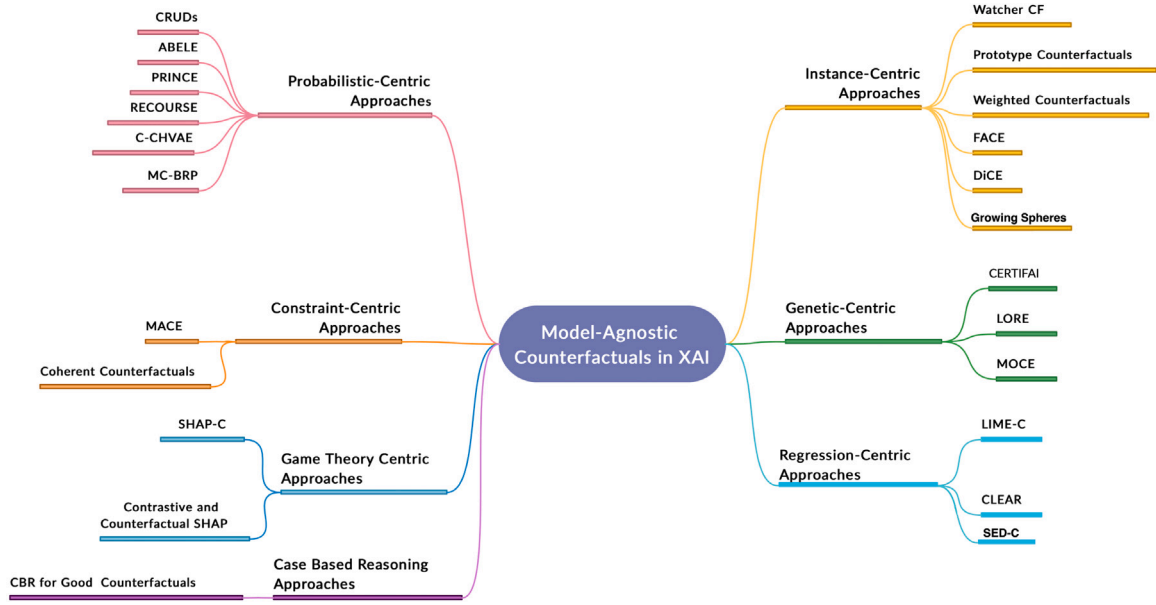 CRUDs
ABELE
PRINCE
RECOURSE
C-CHVAE
MC-BRP
Probabilistic-Centric
Approaches
MACE
Coherent Counterfactuals
Constraint-Centric
Approaches
SHAP-C
Contrastive and
Counterfactual SHAP
Game Theory Centric
Approaches
CBR for Good Counterfactuals
Case Based Reasoning
Approaches
Model-Agnostic
Counterfactuals in XAI
Instance-Centric
Approaches
Watcher CF
Prototype Counterfactuals
Weighted Counterfactuals
FACE
DiCE
Growing Spheres
Genetic-Centric
Approaches
CERTIFAI
LORE
MOCE
Regression-Centric
Approaches
LIME-C
CLEAR
SED-C